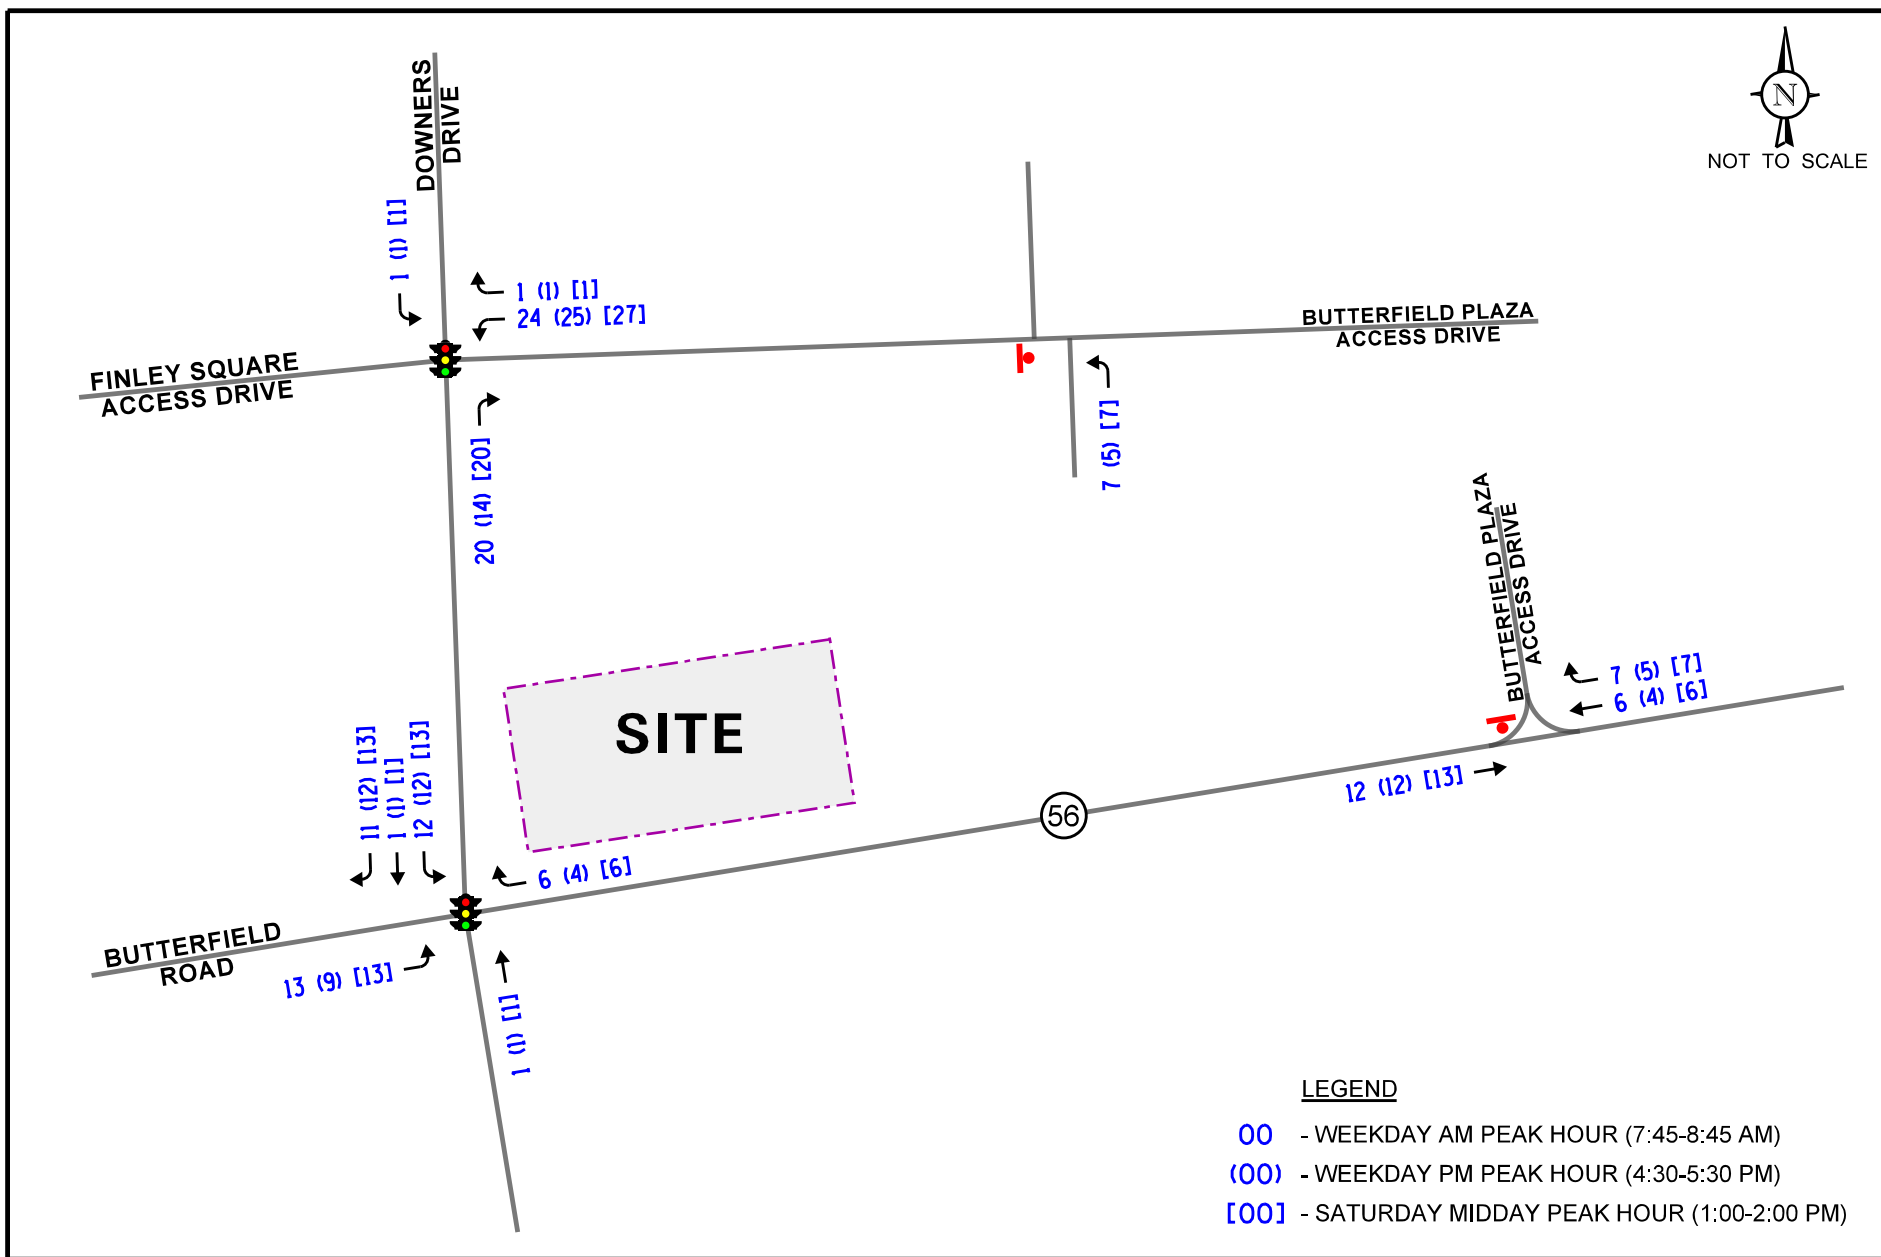 DOWNERS
DRIVE
N
NOT TO SCALE
1 (1) [1]
1 (1) [1]
24 (25) [27]
BUTTERFIELD PLAZA
ACCESS DRIVE
FINLEY SQUARE
ACCESS DRIVE
7 (5) [7]
20 (14) [20]
BUTTERFIELD PLAZA
ACCESS DRIVE
7 (5) [7]
6 (4) [6]
SITE
11 (12) [13]
1 (1) [1]
12 (12) [13]
12 (12) [13]
56
6 (4) [6]
BUTTERFIELD
ROAD
13 (9) [13]
1 (1) [1]
LEGEND
00 - WEEKDAY AM PEAK HOUR (7:45-8:45 AM)
(00) - WEEKDAY PM PEAK HOUR (4:30-5:30 PM)
[00] - SATURDAY MIDDAY PEAK HOUR (1:00-2:00 PM)